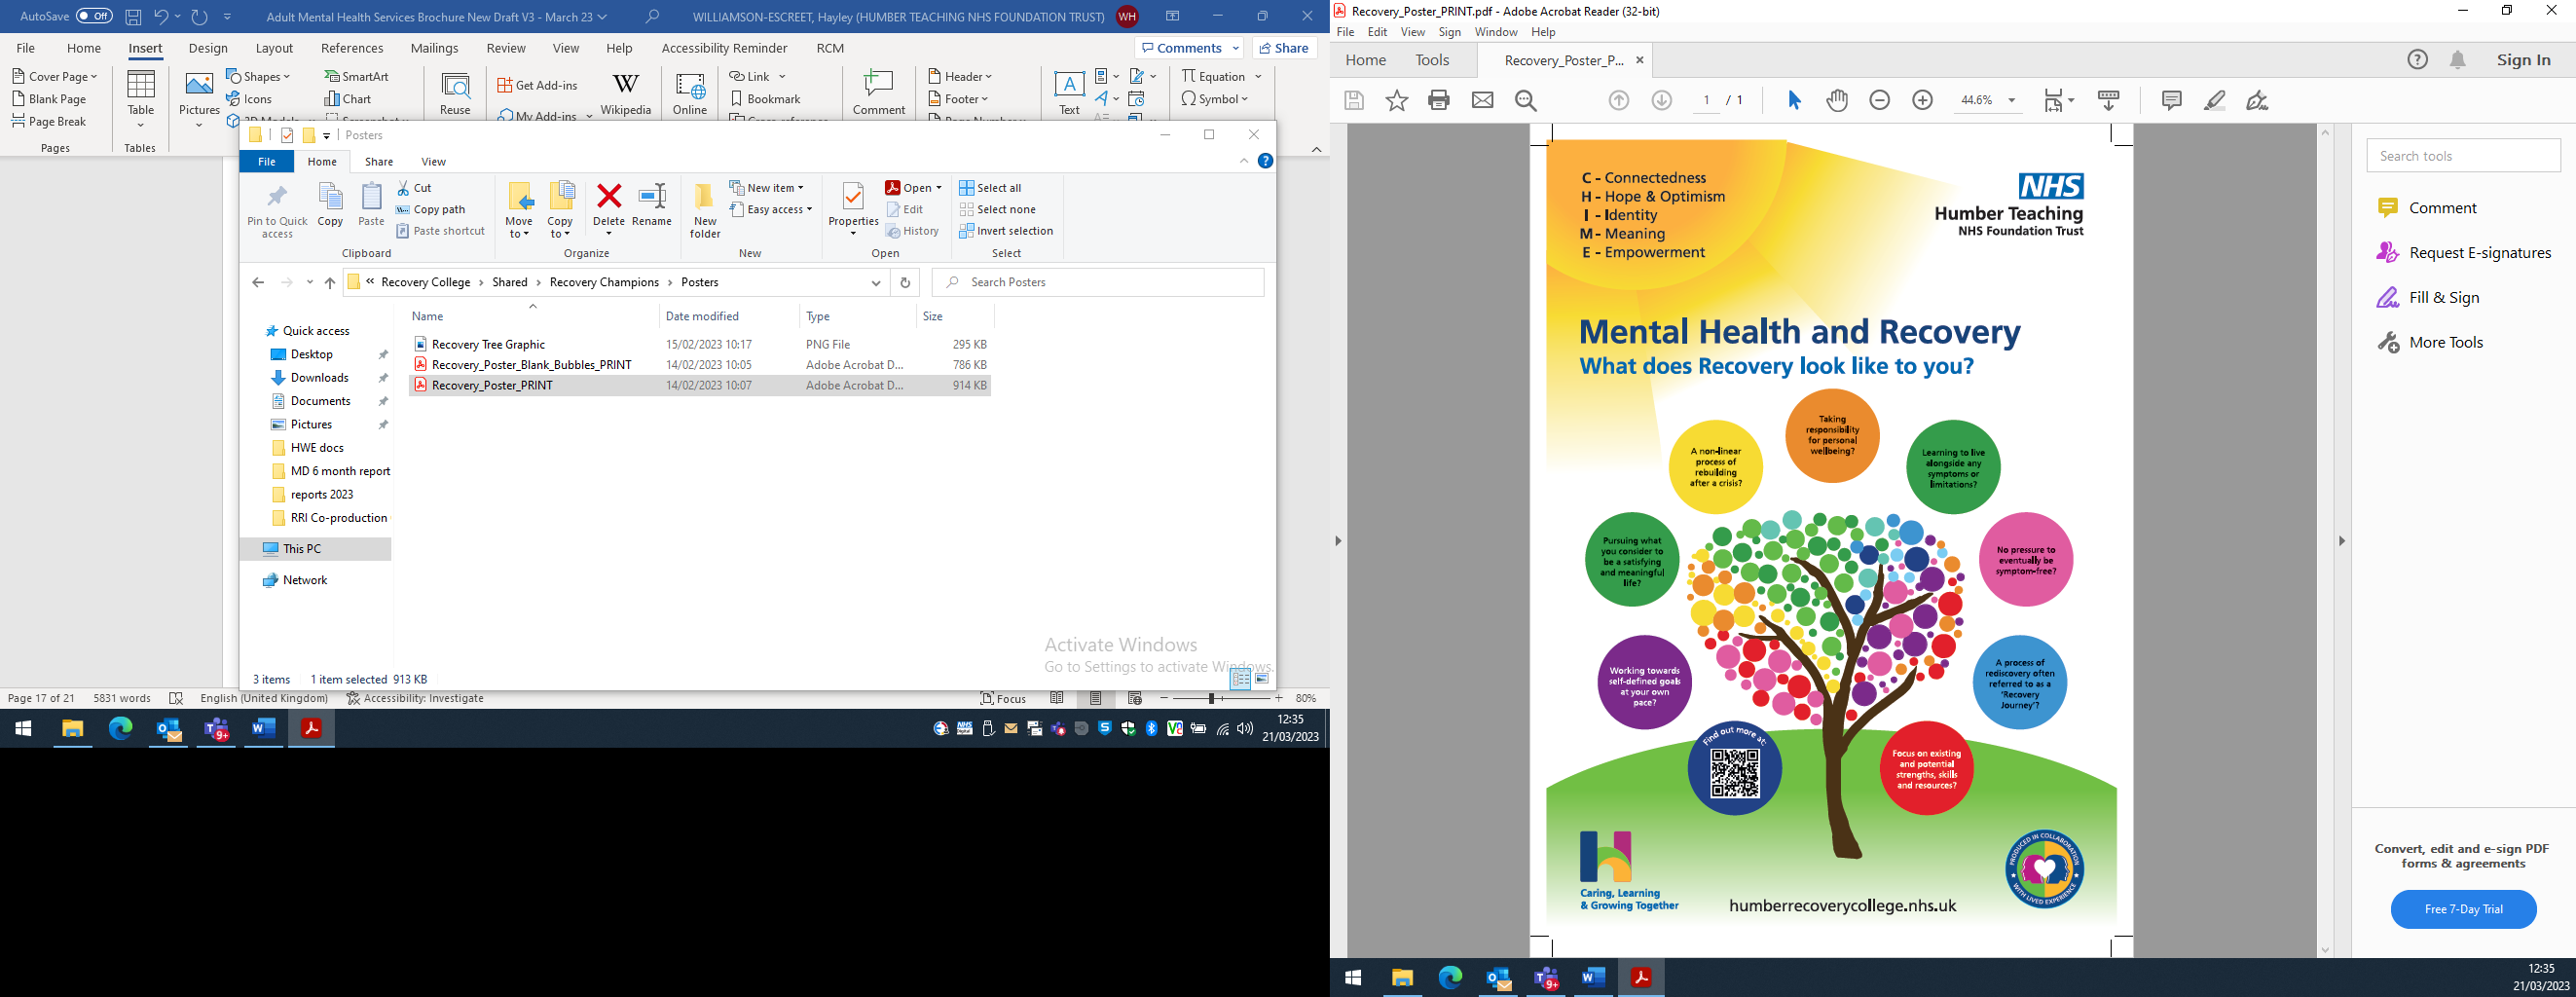 AutoSave Off Adult Mental Health Services Brochure New Draft V3 - March 23 WILLIAMSON-ESCREET, Hayley (HUMBER TEACHING NHS FOUNDATION TRUST) WH
File Home Insert Design Layout References Mailings Review View Help Accessibility Reminder RCM Comments Share
Cover Page
Blank Page
Page Break
Pages
Table
Tables
Pictures
Shapes
Icons
SmartArt
Chart
Reuse
Get Add-ins
My Add-ins
Wikipedia
Online
Link
Bookmark
Comment
Header
Footer
Text
Equation
Symbol
Posters
File Home Share View
Pin to Quick access
Copy
Paste
Cut
Copy path
Paste shortcut
Clipboard
Move to
Copy to
Delete
Rename
Organize
New folder
New item
Easy access
New
Properties
Open
Edit
History
Open
Select all
Select none
Invert selection
Select
« Recovery College › Shared › Recovery Champions › Posters
Search Posters
Name Date modified Type Size
Recovery Tree Graphic 15/02/2023 10:17 PNG File 295 KB
Recovery_Poster_Blank_Bubbles_PRINT 14/02/2023 10:05 Adobe Acrobat D... 786 KB
Recovery_Poster_PRINT 14/02/2023 10:07 Adobe Acrobat D... 914 KB
Quick access
Desktop
Downloads
Documents
Pictures
HWE docs
MD 6 month report
reports 2023
RRI Co-production
This PC
Network
Activate Windows
Go to Settings to activate Windows.
3 items 1 item selected 913 KB
Page 17 of 21 5831 words English (United Kingdom) Accessibility: Investigate Focus 80%
12:35
21/03/2023
Recovery_Poster_PRINT.pdf - Adobe Acrobat Reader (32-bit)
File Edit View Sign Window Help
Home Tools Recovery_Poster_P... × Sign In
1 / 1 44.6%
C - Connectedness
H - Hope & Optimism
I - Identity
M - Meaning
E - Empowerment
NHS
Humber Teaching
NHS Foundation Trust
Mental Health and Recovery
What does Recovery look like to you?
Taking
responsibility
for personal
wellbeing?
A non-linear
process of
rebuilding
after a crisis?
Learning to live
alongside any
symptoms or
limitations?
Pursuing what
you consider to
be a satisfying
and meaningful
life?
No pressure to
eventually be
symptom-free?
Working towards
self-defined goals
at your own
pace?
A process of
rediscovery often
referred to as a
'Recovery
Journey'?
Find out more at:
Focus on existing
and potential
strengths, skills
and resources?
Caring, Learning
& Growing Together
humberrecoverycollege.nhs.uk
PRODUCED IN COLLABORATION
WITH LIVED EXPERIENCE
Search tools
Comment
Request E-signatures
Fill & Sign
More Tools
Convert, edit and e-sign PDF
forms & agreements
Free 7-Day Trial
12:35
21/03/2023